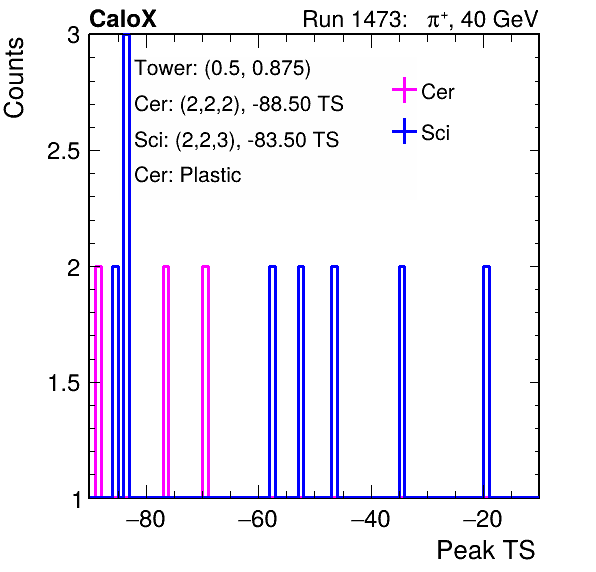 CaloX Run 1473: π⁺, 40 GeV
Counts
3
2.5
2
1.5
1
Tower: (0.5, 0.875)
Cer: (2,2,2), -88.50 TS
Sci: (2,2,3), -83.50 TS
Cer: Plastic
Cer
Sci
−80 −60 −40 −20
Peak TS